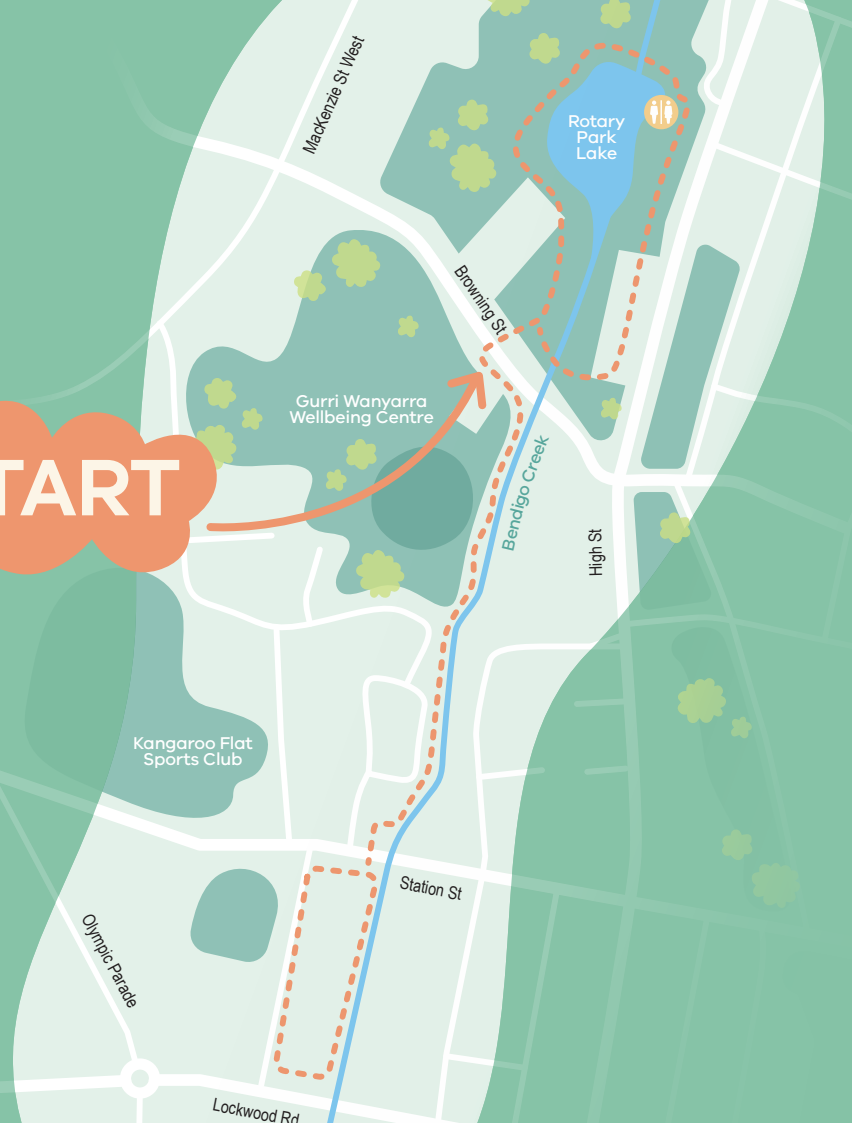 MacKenzie St West
Rotary
Park
Lake
Browning St
Gurri Wanyarra
Wellbeing Centre
TART
Bendigo Creek
High St
Kangaroo Flat
Sports Club
Station St
Olympic Parade
Lockwood Rd